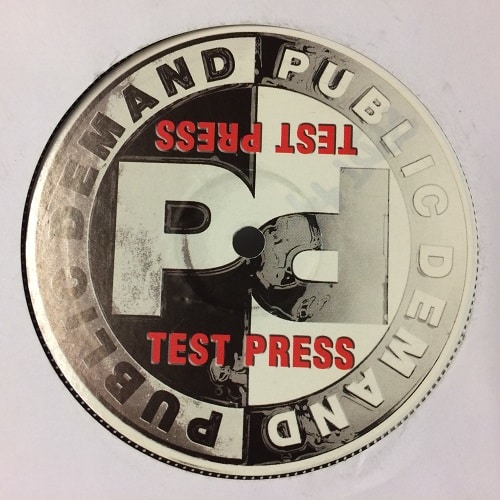 PUBLIC DEMAND
PUBLIC DEMAND
TEST PRESS
Pd
TEST PRESS